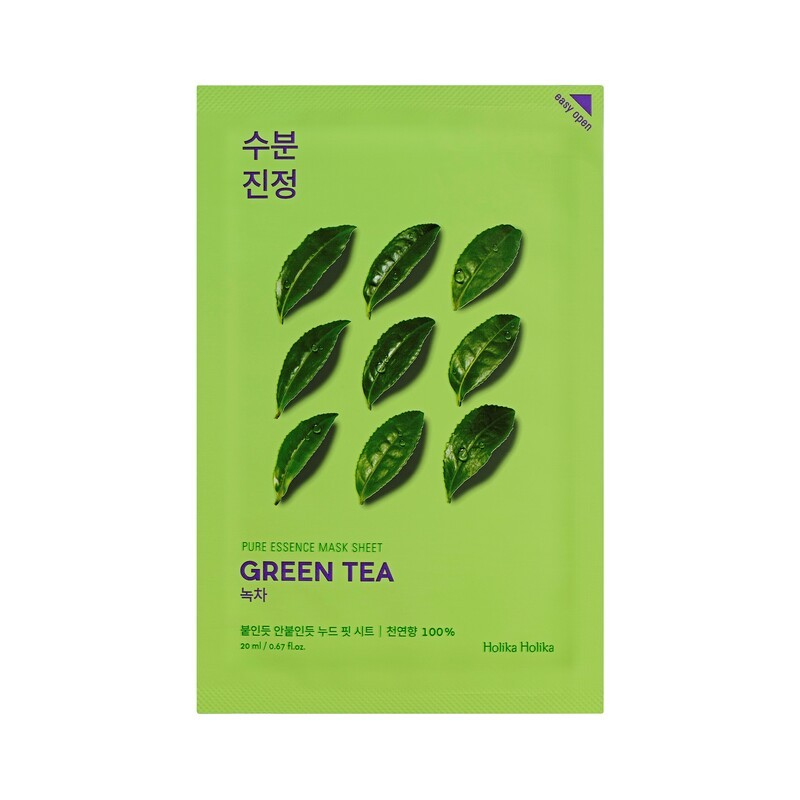 easy open
수분
진정
PURE ESSENCE MASK SHEET
GREEN TEA
녹차
붙인듯 안붙인듯 누드 핏 시트 | 천연향 100%
20 ml / 0.67 fl.oz.
Holika Holika